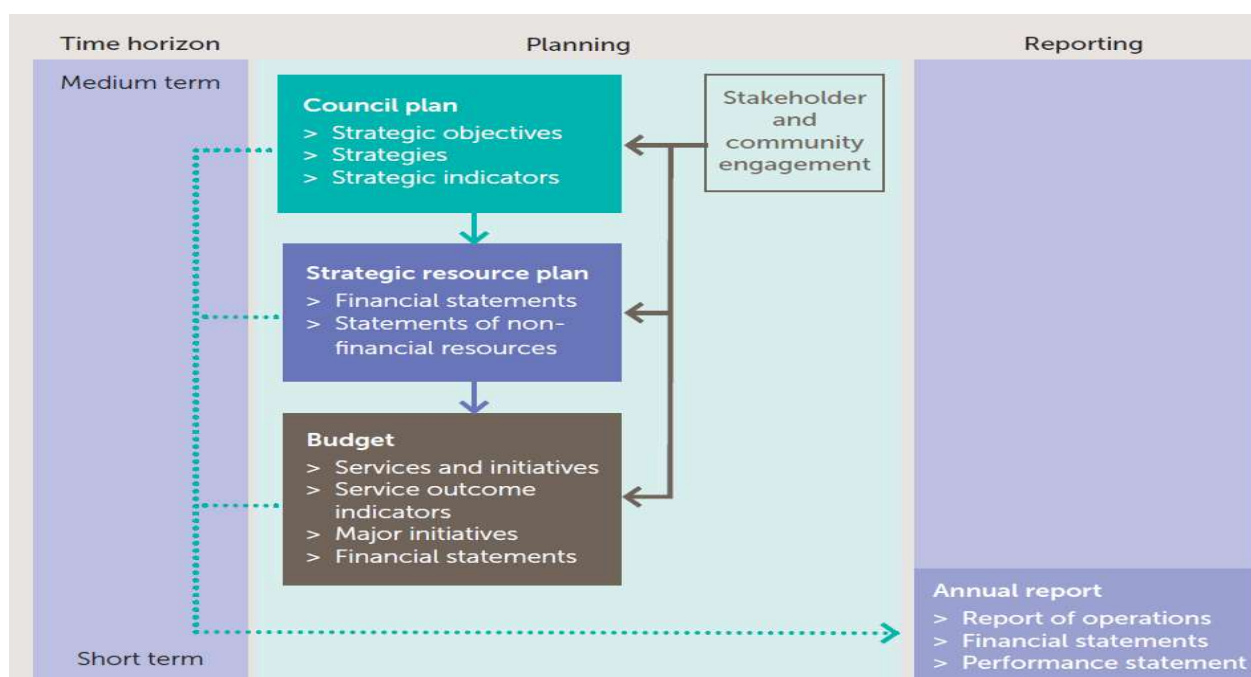 Time horizon
Planning
Reporting
Medium term
Council plan
> Strategic objectives
> Strategies
> Strategic indicators
Stakeholder
and
community
engagement
Strategic resource plan
> Financial statements
> Statements of non-
financial resources
Budget
> Services and initiatives
> Service outcome
indicators
> Major initiatives
> Financial statements
Annual report
> Report of operations
> Financial statements
> Performance statement
Short term